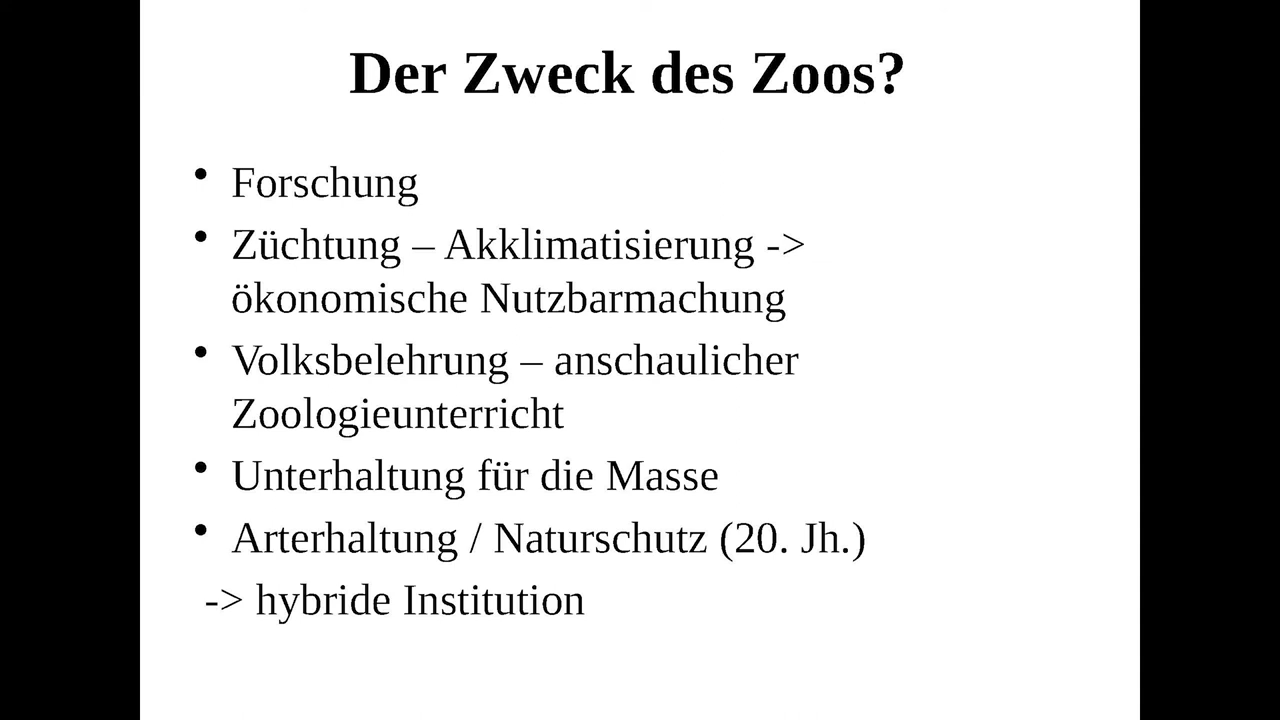 Der Zweck des Zoos?
• Forschung
• Züchtung – Akklimatisierung ->
ökonomische Nutzbarmachung
• Volksbelehrung – anschaulicher
Zoologieunterricht
• Unterhaltung für die Masse
• Arterhaltung / Naturschutz (20. Jh.)
-> hybride Institution